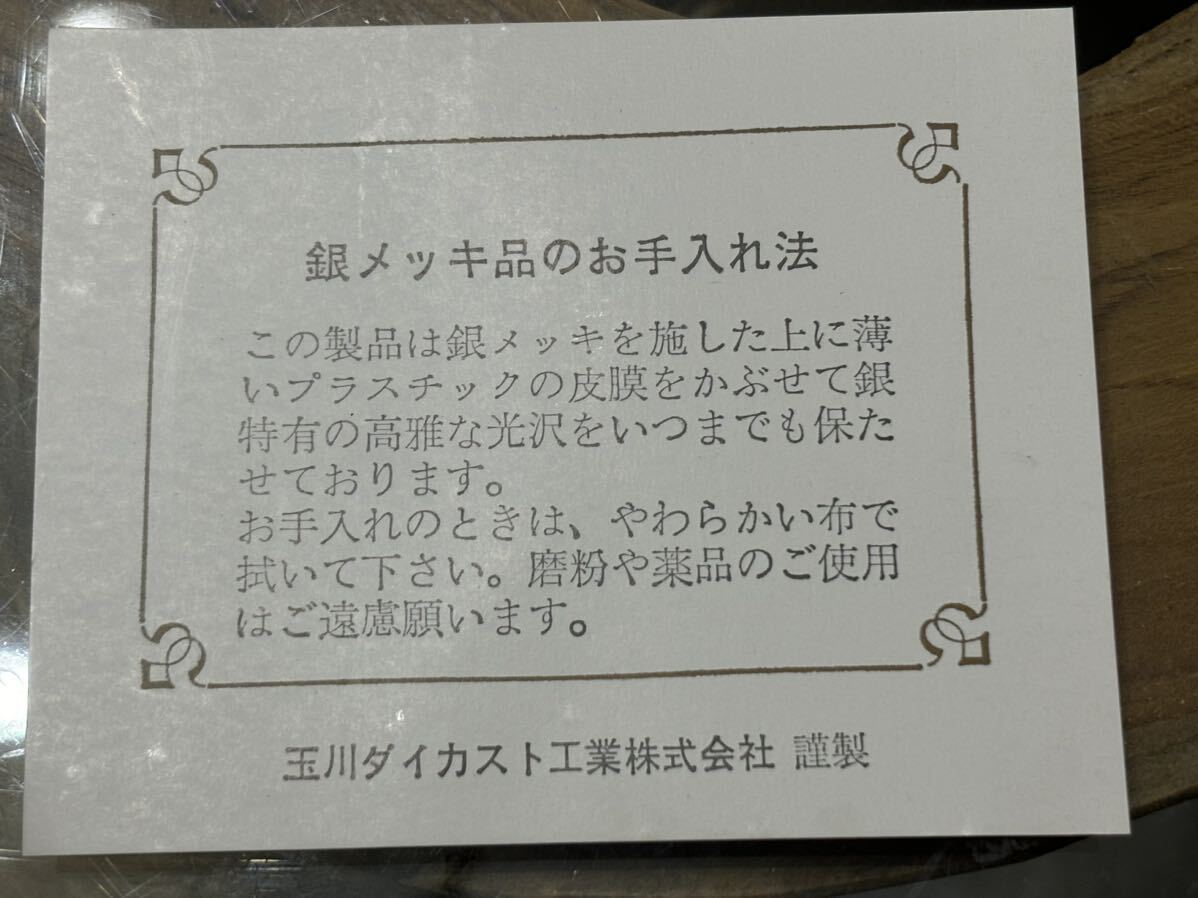 銀メッキ品のお手入れ法
この製品は銀メッキを施した上に薄
いプラスチックの皮膜をかぶせて銀
特有の高雅な光沢をいつまでも保た
せております。
お手入れのときは、やわらかい布で
拭いて下さい。磨粉や薬品のご使用
はご遠慮願います。
玉川ダイカスト工業株式会社 謹製